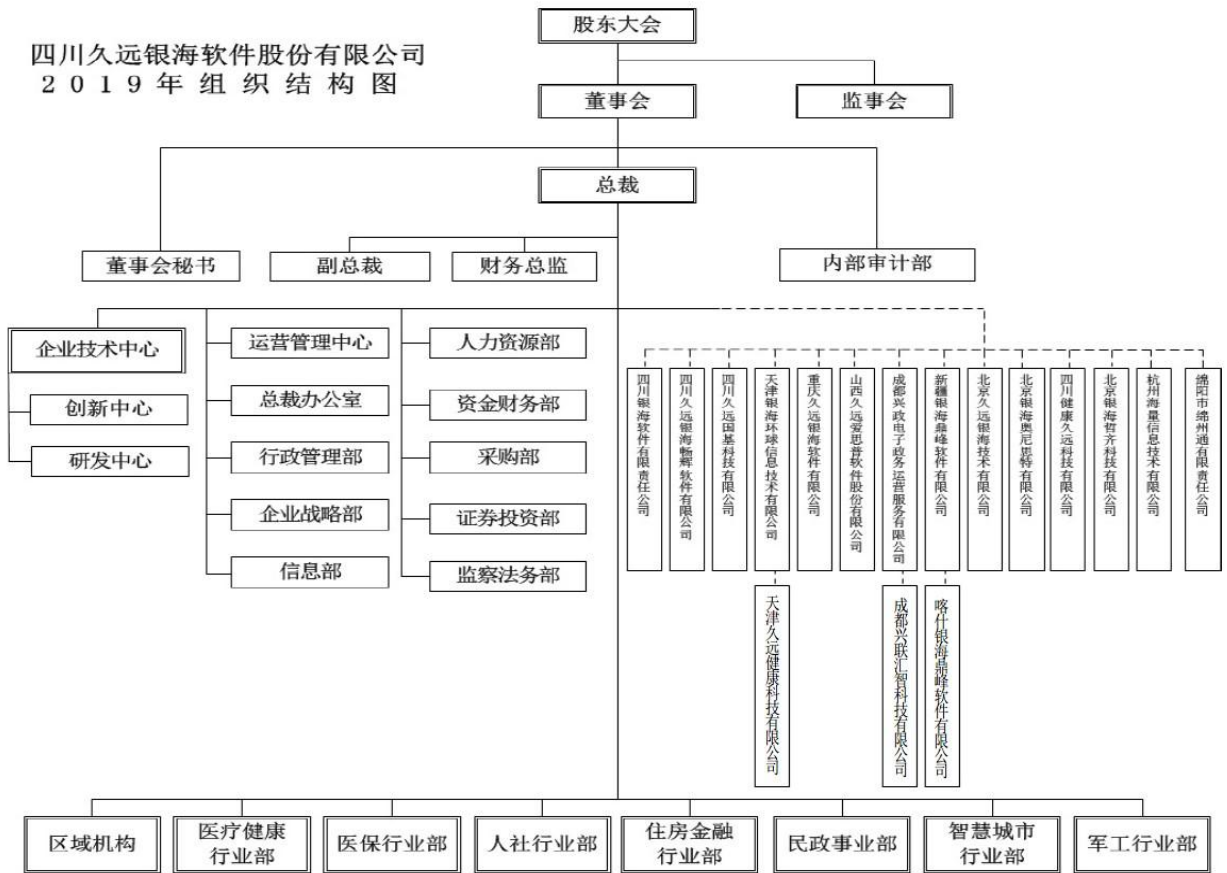 四川久远银海软件股份有限公司
2019年组织结构图
股东大会
董事会
监事会
总裁
董事会秘书
副总裁
财务总监
内部审计部
企业技术中心
创新中心
研发中心
运营管理中心
总裁办公室
行政管理部
企业战略部
信息部
人力资源部
资金财务部
采购部
证券投资部
监察法务部
四川银海软件有限责任公司
四川久远银海畅辉软件有限公司
四川久远国基科技有限公司
天津银海环球信息技术有限公司
重庆久远银海软件有限公司
山西久远爱思普软件股份有限公司
成都兴政电子政务运营服务有限公司
新疆银海鼎峰软件有限公司
北京久远银海技术有限公司
北京银海奥尼思特有限公司
四川健康久远科技有限公司
北京银海哲齐科技有限公司
杭州海量信息技术有限公司
绵阳市绵州通有限责任公司
天津久远健康科技有限公司
成都兴联汇智科技有限公司
喀什银海鼎峰软件有限公司
区域机构
医疗健康
行业部
医保行业部
人社行业部
住房金融
行业部
民政事业部
智慧城市
行业部
军工行业部